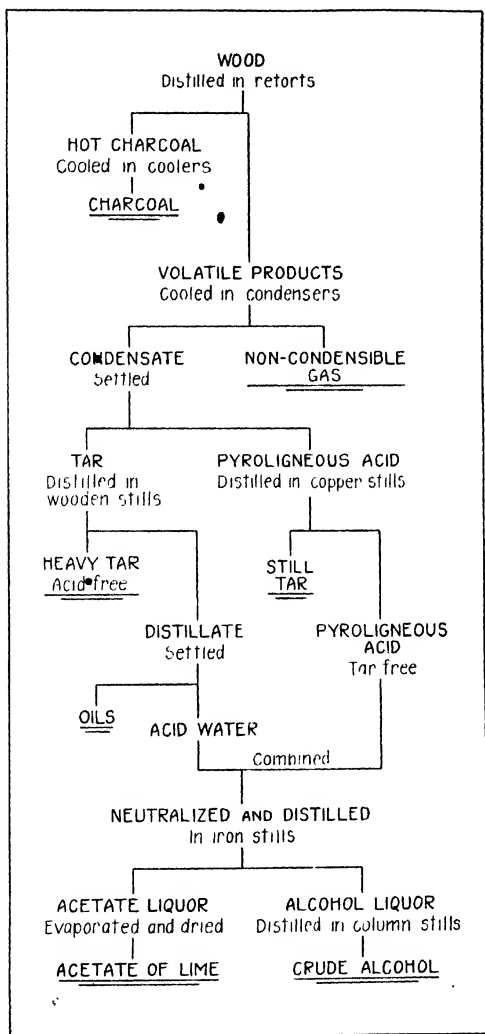 WOOD
Distilled in retorts
HOT CHARCOAL
Cooled in coolers
CHARCOAL
VOLATILE PRODUCTS
Cooled in condensers
CONDENSATE
Settled
NON-CONDENSIBLE
GAS
TAR
Distilled in
wooden stills
PYROLIGNEOUS ACID
Distilled in copper stills
HEAVY TAR
Acid free
STILL
TAR
DISTILLATE
Settled
PYROLIGNEOUS
ACID
Tar free
OILS
ACID WATER
Combined
NEUTRALIZED AND DISTILLED
In iron stills
ACETATE LIQUOR
Evaporated and dried
ACETATE OF LIME
ALCOHOL LIQUOR
Distilled in column stills
CRUDE ALCOHOL